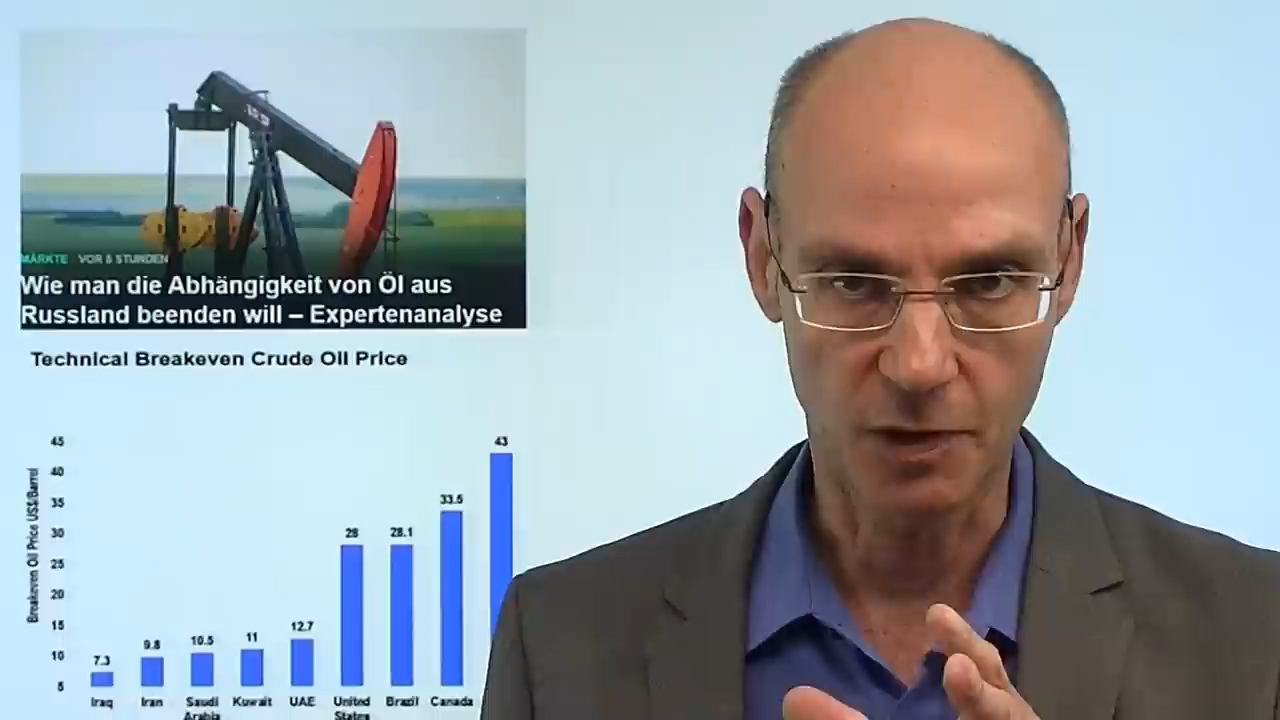 MÄRKTE VOR 6 STUNDEN
Wie man die Abhängigkeit von Öl aus
Russland beenden will – Expertenanalyse
Technical Breakeven Crude Oil Price
Breakeven Oil Price US$/Barrel
45
40
35
30
25
20
15
10
5
7.3
9.8
10.5
11
12.7
28
28.1
33.5
43
Iraq
Iran
Saudi
Arabia
Kuwait
UAE
United
States
Brazil
Canada